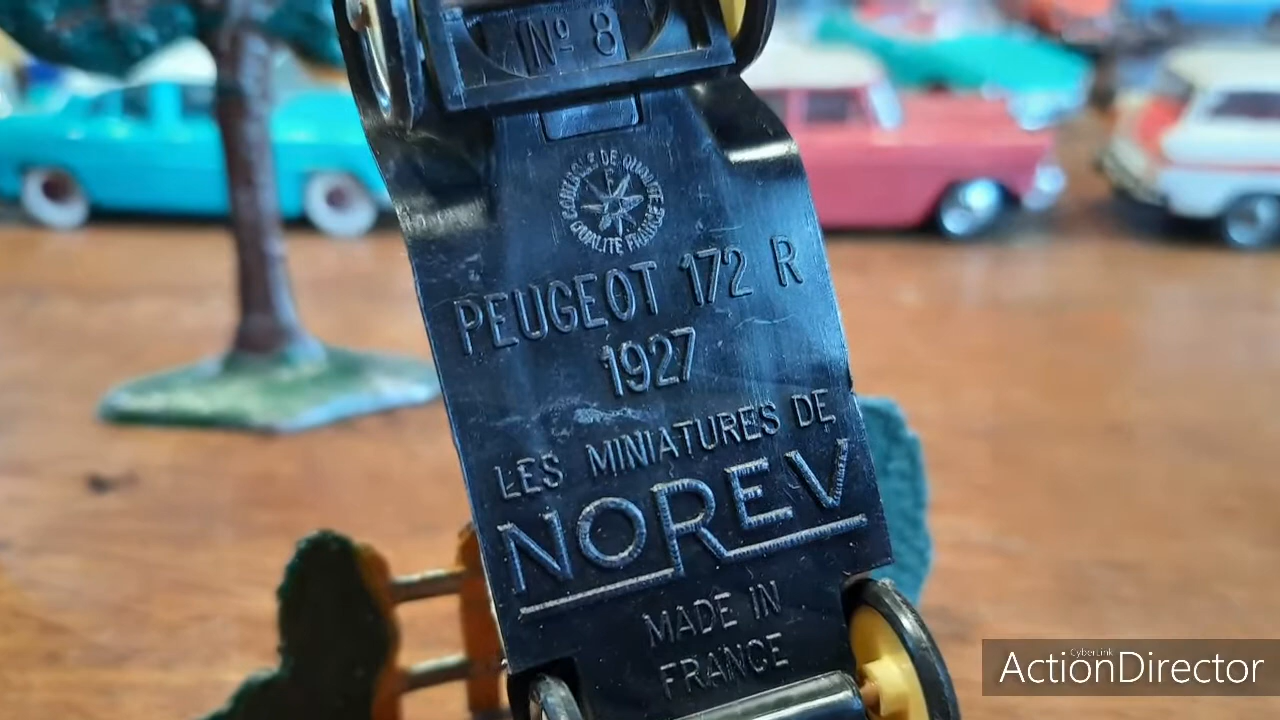 Nº 8
CONTROLE DE QUALITE
QUALITE FRANCE
PEUGEOT 172 R
1927
LES MINIATURES DE
NOREV
MADE IN
FRANCE
CyberLink
ActionDirector